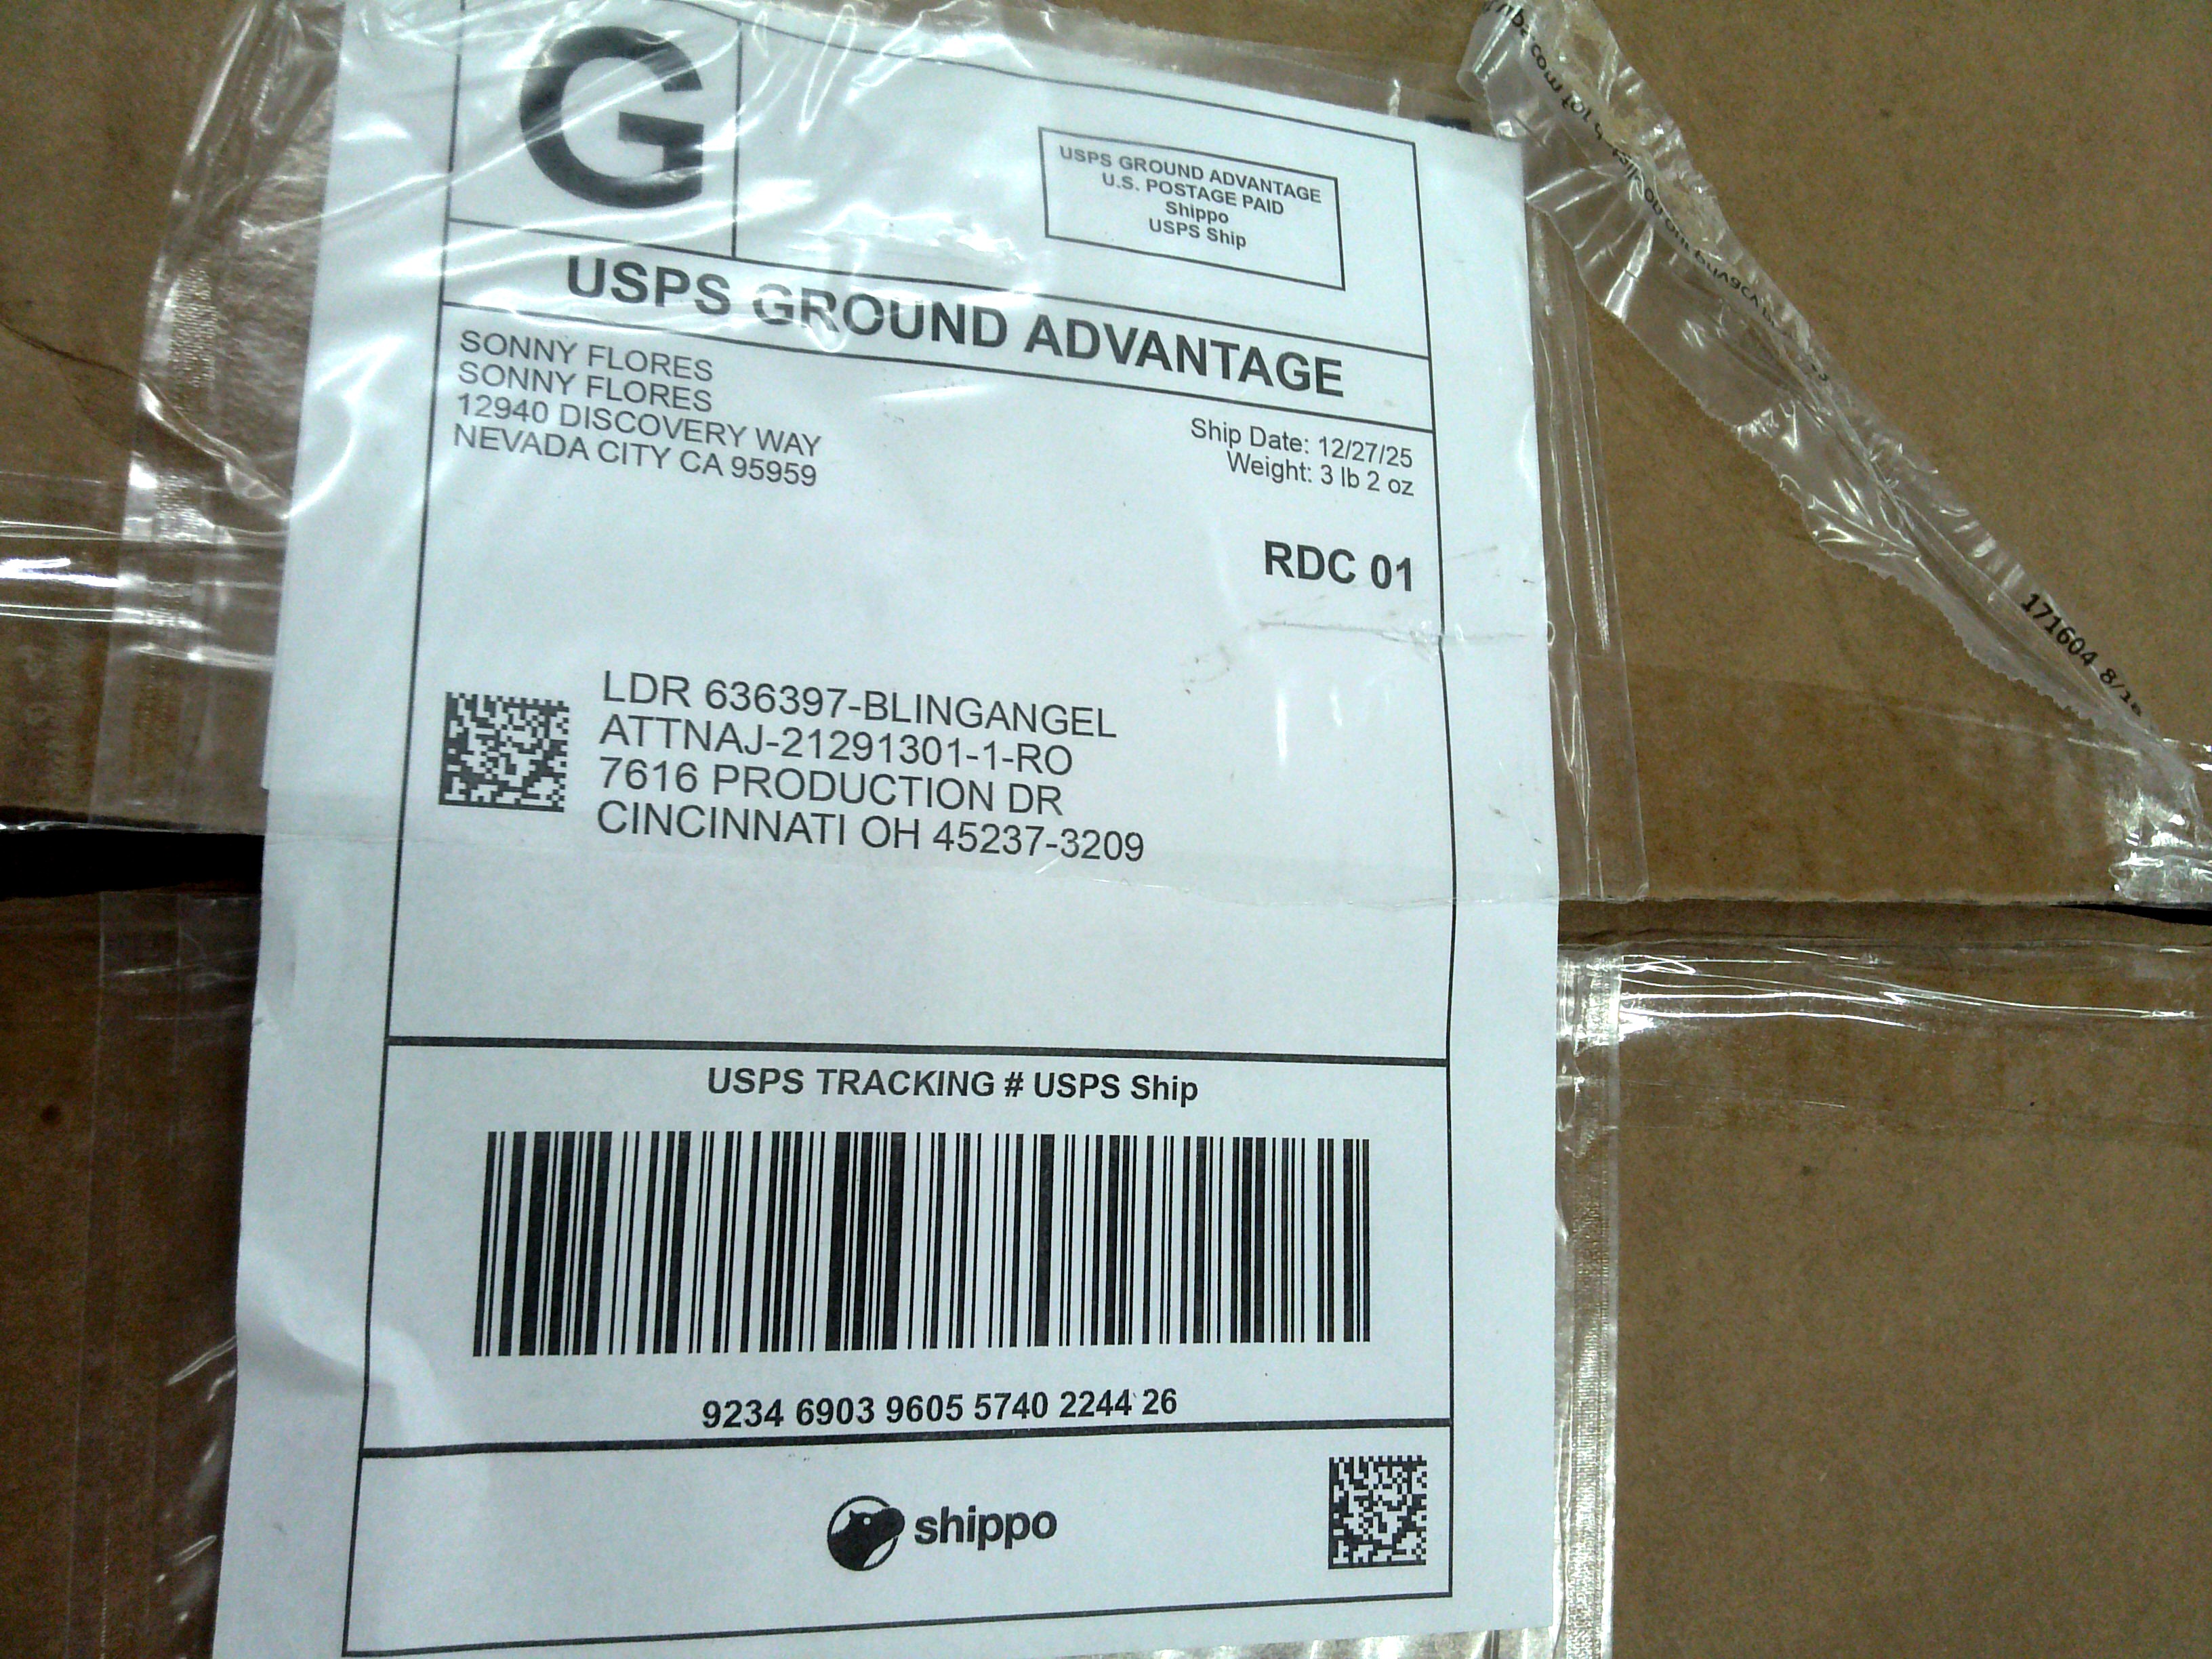 G
USPS GROUND ADVANTAGE
U.S. POSTAGE PAID
Shippo
USPS Ship
USPS GROUND ADVANTAGE
SONNY FLORES
SONNY FLORES
12940 DISCOVERY WAY
NEVADA CITY CA 95959
Ship Date: 12/27/25
Weight: 3 lb 2 oz
RDC 01
LDR 636397-BLINGANGEL
ATTNAJ-21291301-1-RO
7616 PRODUCTION DR
CINCINNATI OH 45237-3209
USPS TRACKING # USPS Ship
9234 6903 9605 5740 2244 26
shippo
171604